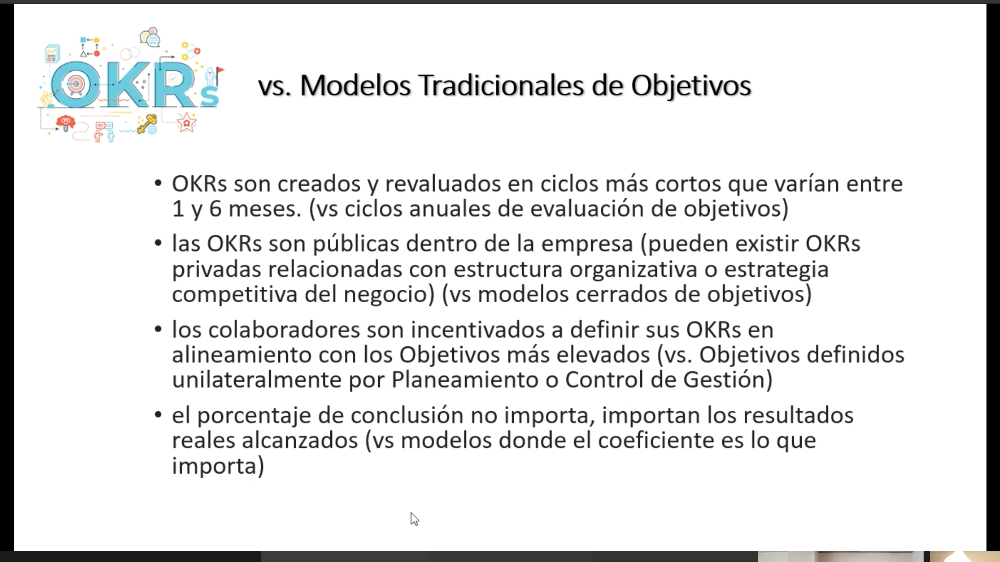 OKRs
vs. Modelos Tradicionales de Objetivos
• OKRs son creados y revaluados en ciclos más cortos que varían entre
1 y 6 meses. (vs ciclos anuales de evaluación de objetivos)
• las OKRs son públicas dentro de la empresa (pueden existir OKRs
privadas relacionadas con estructura organizativa o estrategia
competitiva del negocio) (vs modelos cerrados de objetivos)
• los colaboradores son incentivados a definir sus OKRs en
alineamiento con los Objetivos más elevados (vs. Objetivos definidos
unilateralmente por Planeamiento o Control de Gestión)
• el porcentaje de conclusión no importa, importan los resultados
reales alcanzados (vs modelos donde el coeficiente es lo que
importa)